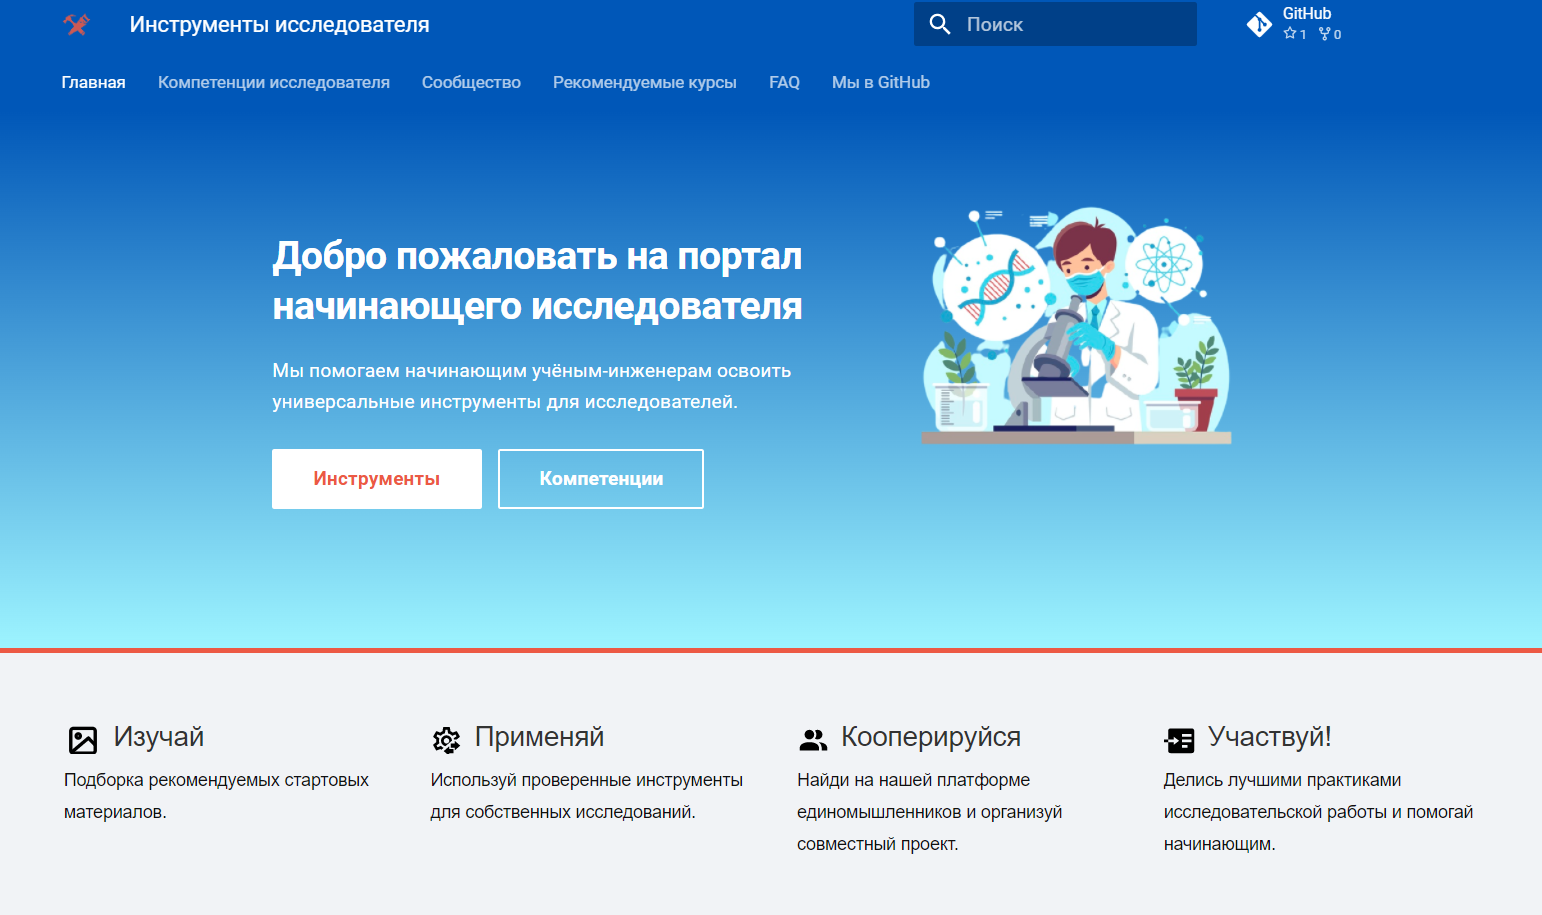 Инструменты исследователя
Поиск
GitHub
1 0
Главная Компетенции исследователя Сообщество Рекомендуемые курсы FAQ Мы в GitHub
Добро пожаловать на портал
начинающего исследователя
Мы помогаем начинающим учёным-инженерам освоить
универсальные инструменты для исследователей.
Инструменты Компетенции
Изучай
Подборка рекомендуемых стартовых
материалов.
Применяй
Используй проверенные инструменты
для собственных исследований.
Кооперируйся
Найди на нашей платформе
единомышленников и организуй
совместный проект.
Участвуй!
Делись лучшими практиками
исследовательской работы и помогай
начинающим.